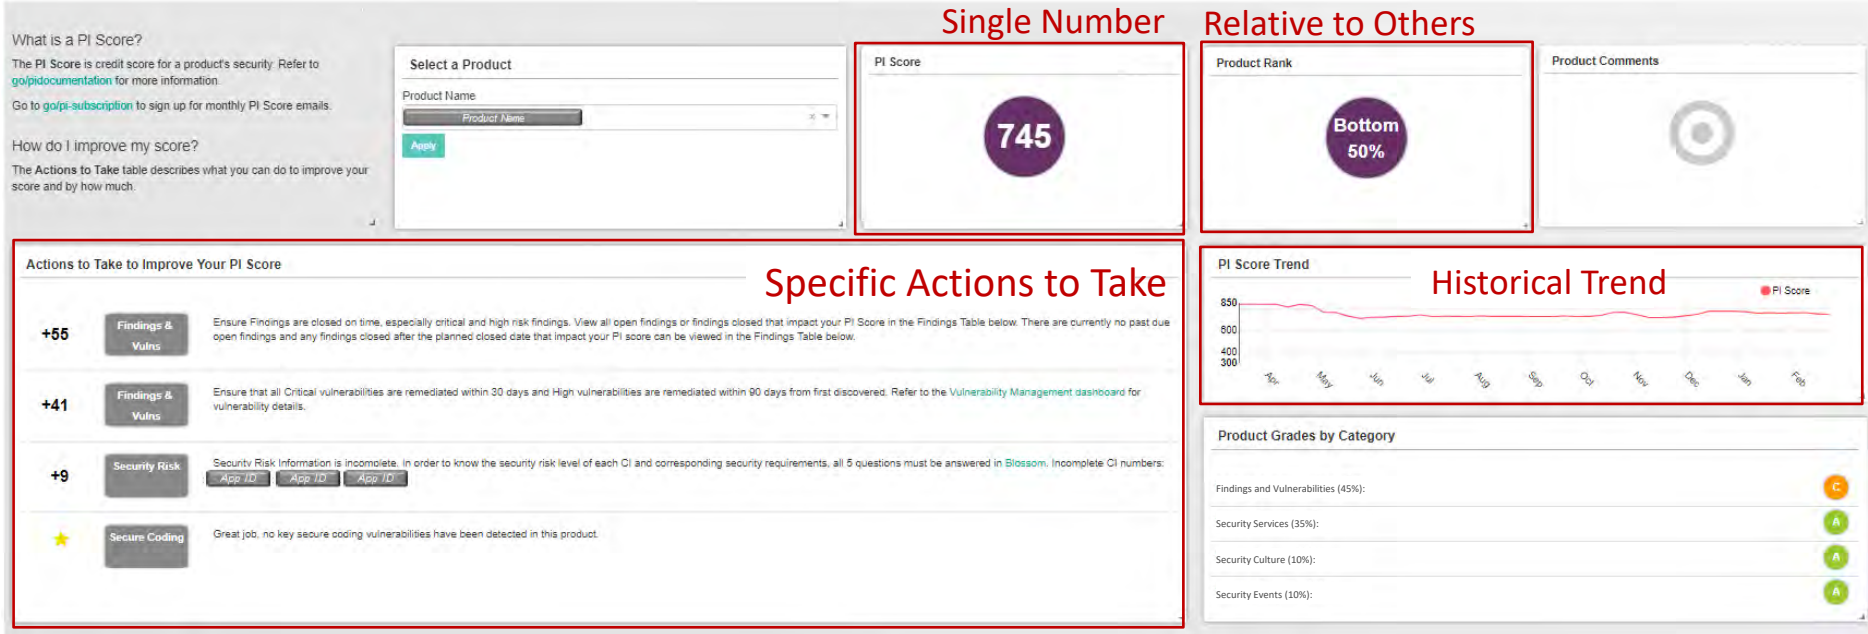 Single Number
Relative to Others
What is a PI Score?
The PI Score is credit score for a product's security. Refer to
go/pidocumentation for more information.
Go to go/pi-subscription to sign up for monthly PI Score emails.
How do I improve my score?
The Actions to Take table describes what you can do to improve your
score and by how much.
Select a Product
Product Name
Product Name
× 
Apply
PI Score
745
Product Rank
Bottom
50%
Product Comments
Actions to Take to Improve Your PI Score
Specific Actions to Take
+55
Findings &
Vulns
Ensure Findings are closed on time, especially critical and high risk findings. View all open findings or findings closed that impact your PI Score in the Findings Table below. There are currently no past due
open findings and any findings closed after the planned closed date that impact your PI score can be viewed in the Findings Table below.
+41
Findings &
Vulns
Ensure that all Critical vulnerabilities are remediated within 30 days and High vulnerabilities are remediated within 90 days from first discovered. Refer to the Vulnerability Management dashboard for
vulnerability details.
+9
Security Risk
Security Risk Information is incomplete. In order to know the security risk level of each CI and corresponding security requirements, all 5 questions must be answered in Blossom. Incomplete CI numbers:
App ID App ID App ID
Secure Coding
Great job, no key secure coding vulnerabilities have been detected in this product.
PI Score Trend
Historical Trend
PI Score
850
600
400
300
Apr May Jun Jul Aug Sep Oct Nov Dec Jan Feb
Product Grades by Category
Findings and Vulnerabilities (45%): C
Security Services (35%): A
Security Culture (10%): A
Security Events (10%): A